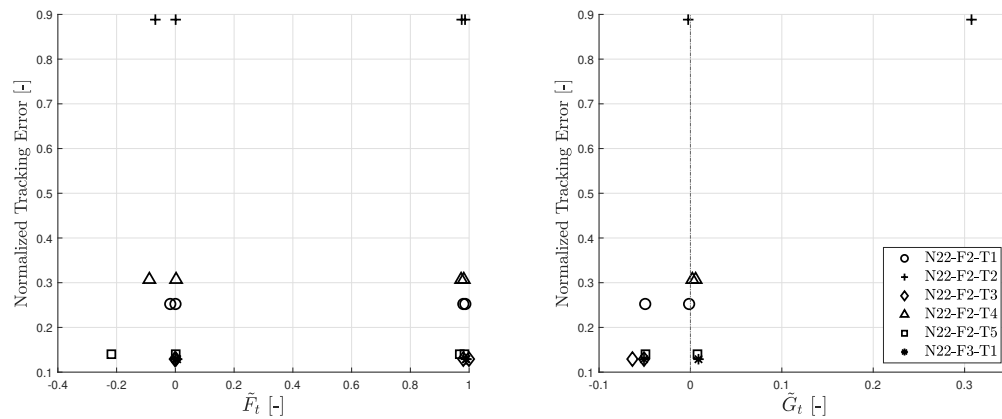 0.9
0.8
0.7
0.6
0.5
0.4
0.3
0.2
0.1
Normalized Tracking Error [-]
-0.4 -0.2 0 0.2 0.4 0.6 0.8 1
F̃_t [-]
0.9
0.8
0.7
0.6
0.5
0.4
0.3
0.2
0.1
Normalized Tracking Error [-]
-0.1 0 0.1 0.2 0.3
G̃_t [-]
N22-F2-T1
N22-F2-T2
N22-F2-T3
N22-F2-T4
N22-F2-T5
N22-F3-T1